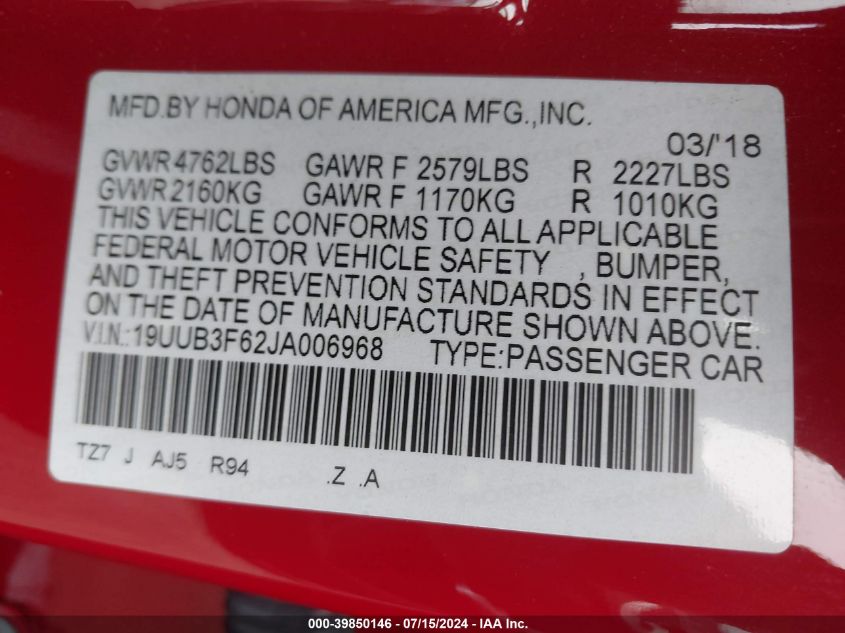 MFD.BY HONDA OF AMERICA MFG.,INC.
03/'18
GVWR 4762LBS GAWR F 2579LBS R 2227LBS
GVWR 2160KG GAWR F 1170KG R 1010KG
THIS VEHICLE CONFORMS TO ALL APPLICABLE
FEDERAL MOTOR VEHICLE SAFETY , BUMPER,
AND THEFT PREVENTION STANDARDS IN EFFECT
ON THE DATE OF MANUFACTURE SHOWN ABOVE.
V.I.N.:19UUB3F62JA006968 TYPE:PASSENGER CAR
TZ7 J AJ5 R94 .Z .A
000-39850146 - 07/15/2024 - IAA Inc.